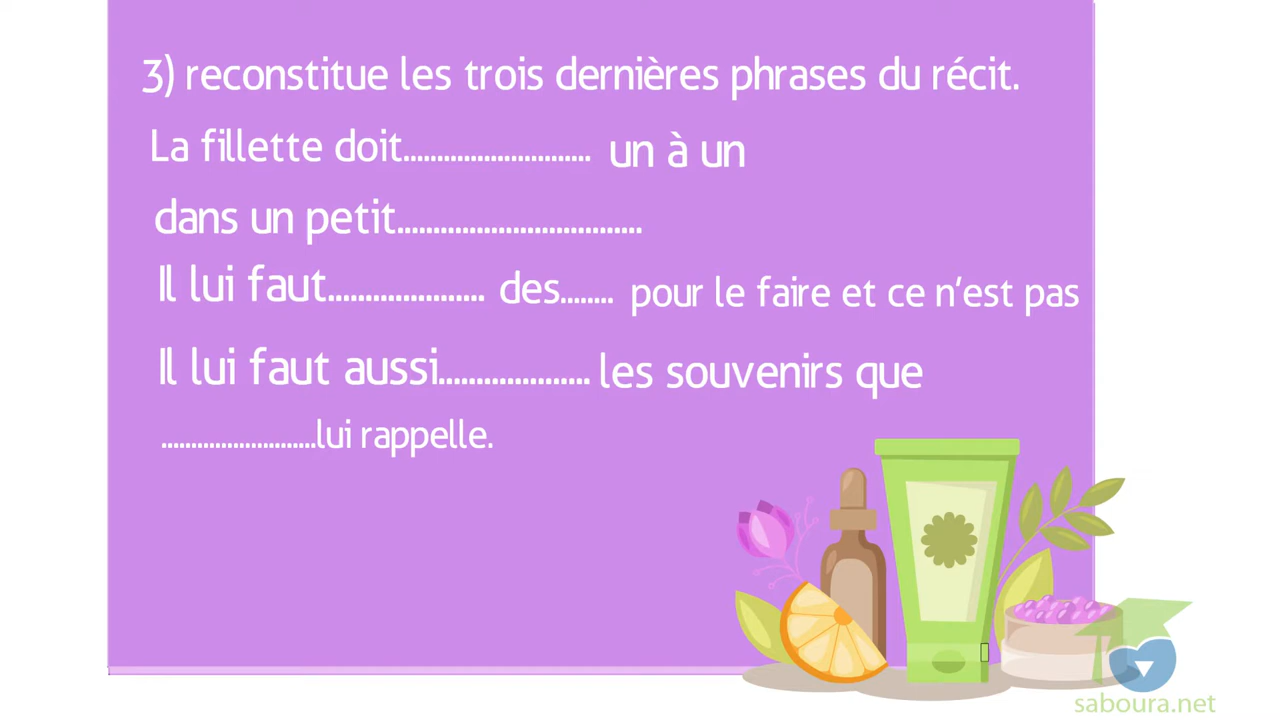 3) reconstitue les trois dernières phrases du récit.
La fillette doit............................ un à un
dans un petit..................................
Il lui faut..................... des........ pour le faire et ce n'est pas
Il lui faut aussi.................... les souvenirs que
..........................lui rappelle.
saboura.net